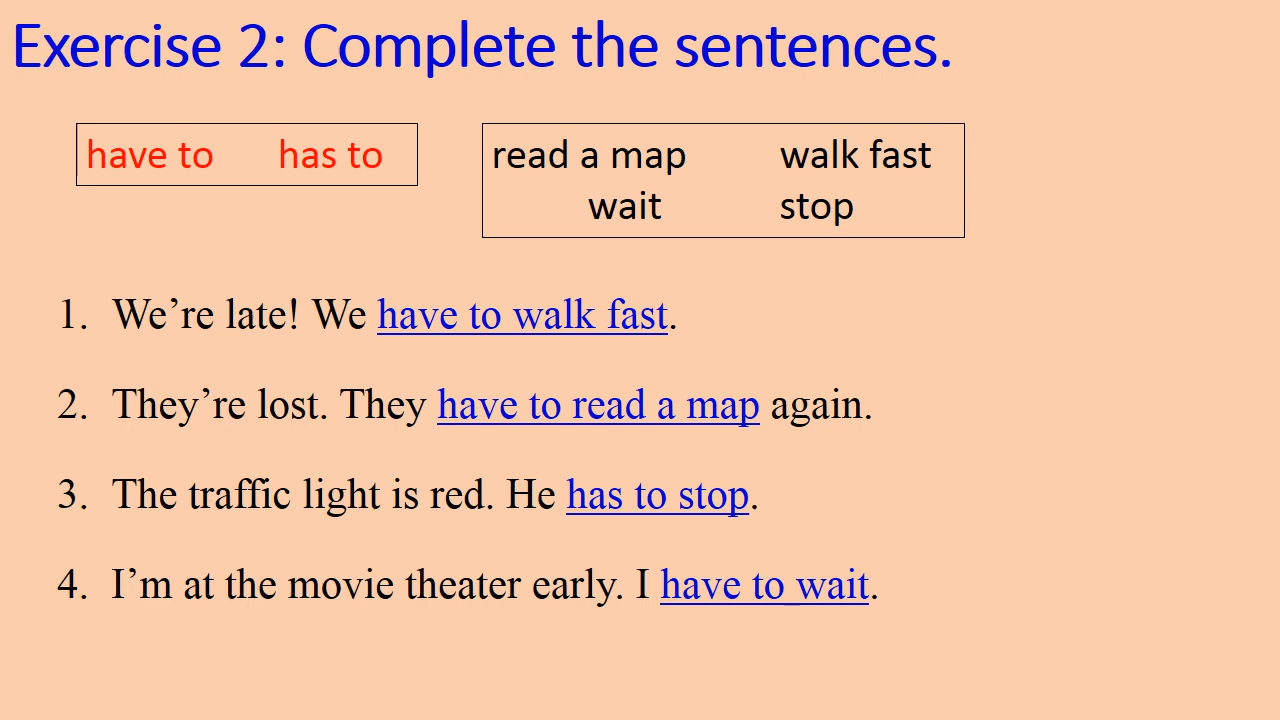 Exercise 2: Complete the sentences.
have to has to
read a map walk fast
wait stop
1. We’re late! We have to walk fast.
2. They’re lost. They have to read a map again.
3. The traffic light is red. He has to stop.
4. I’m at the movie theater early. I have to wait.